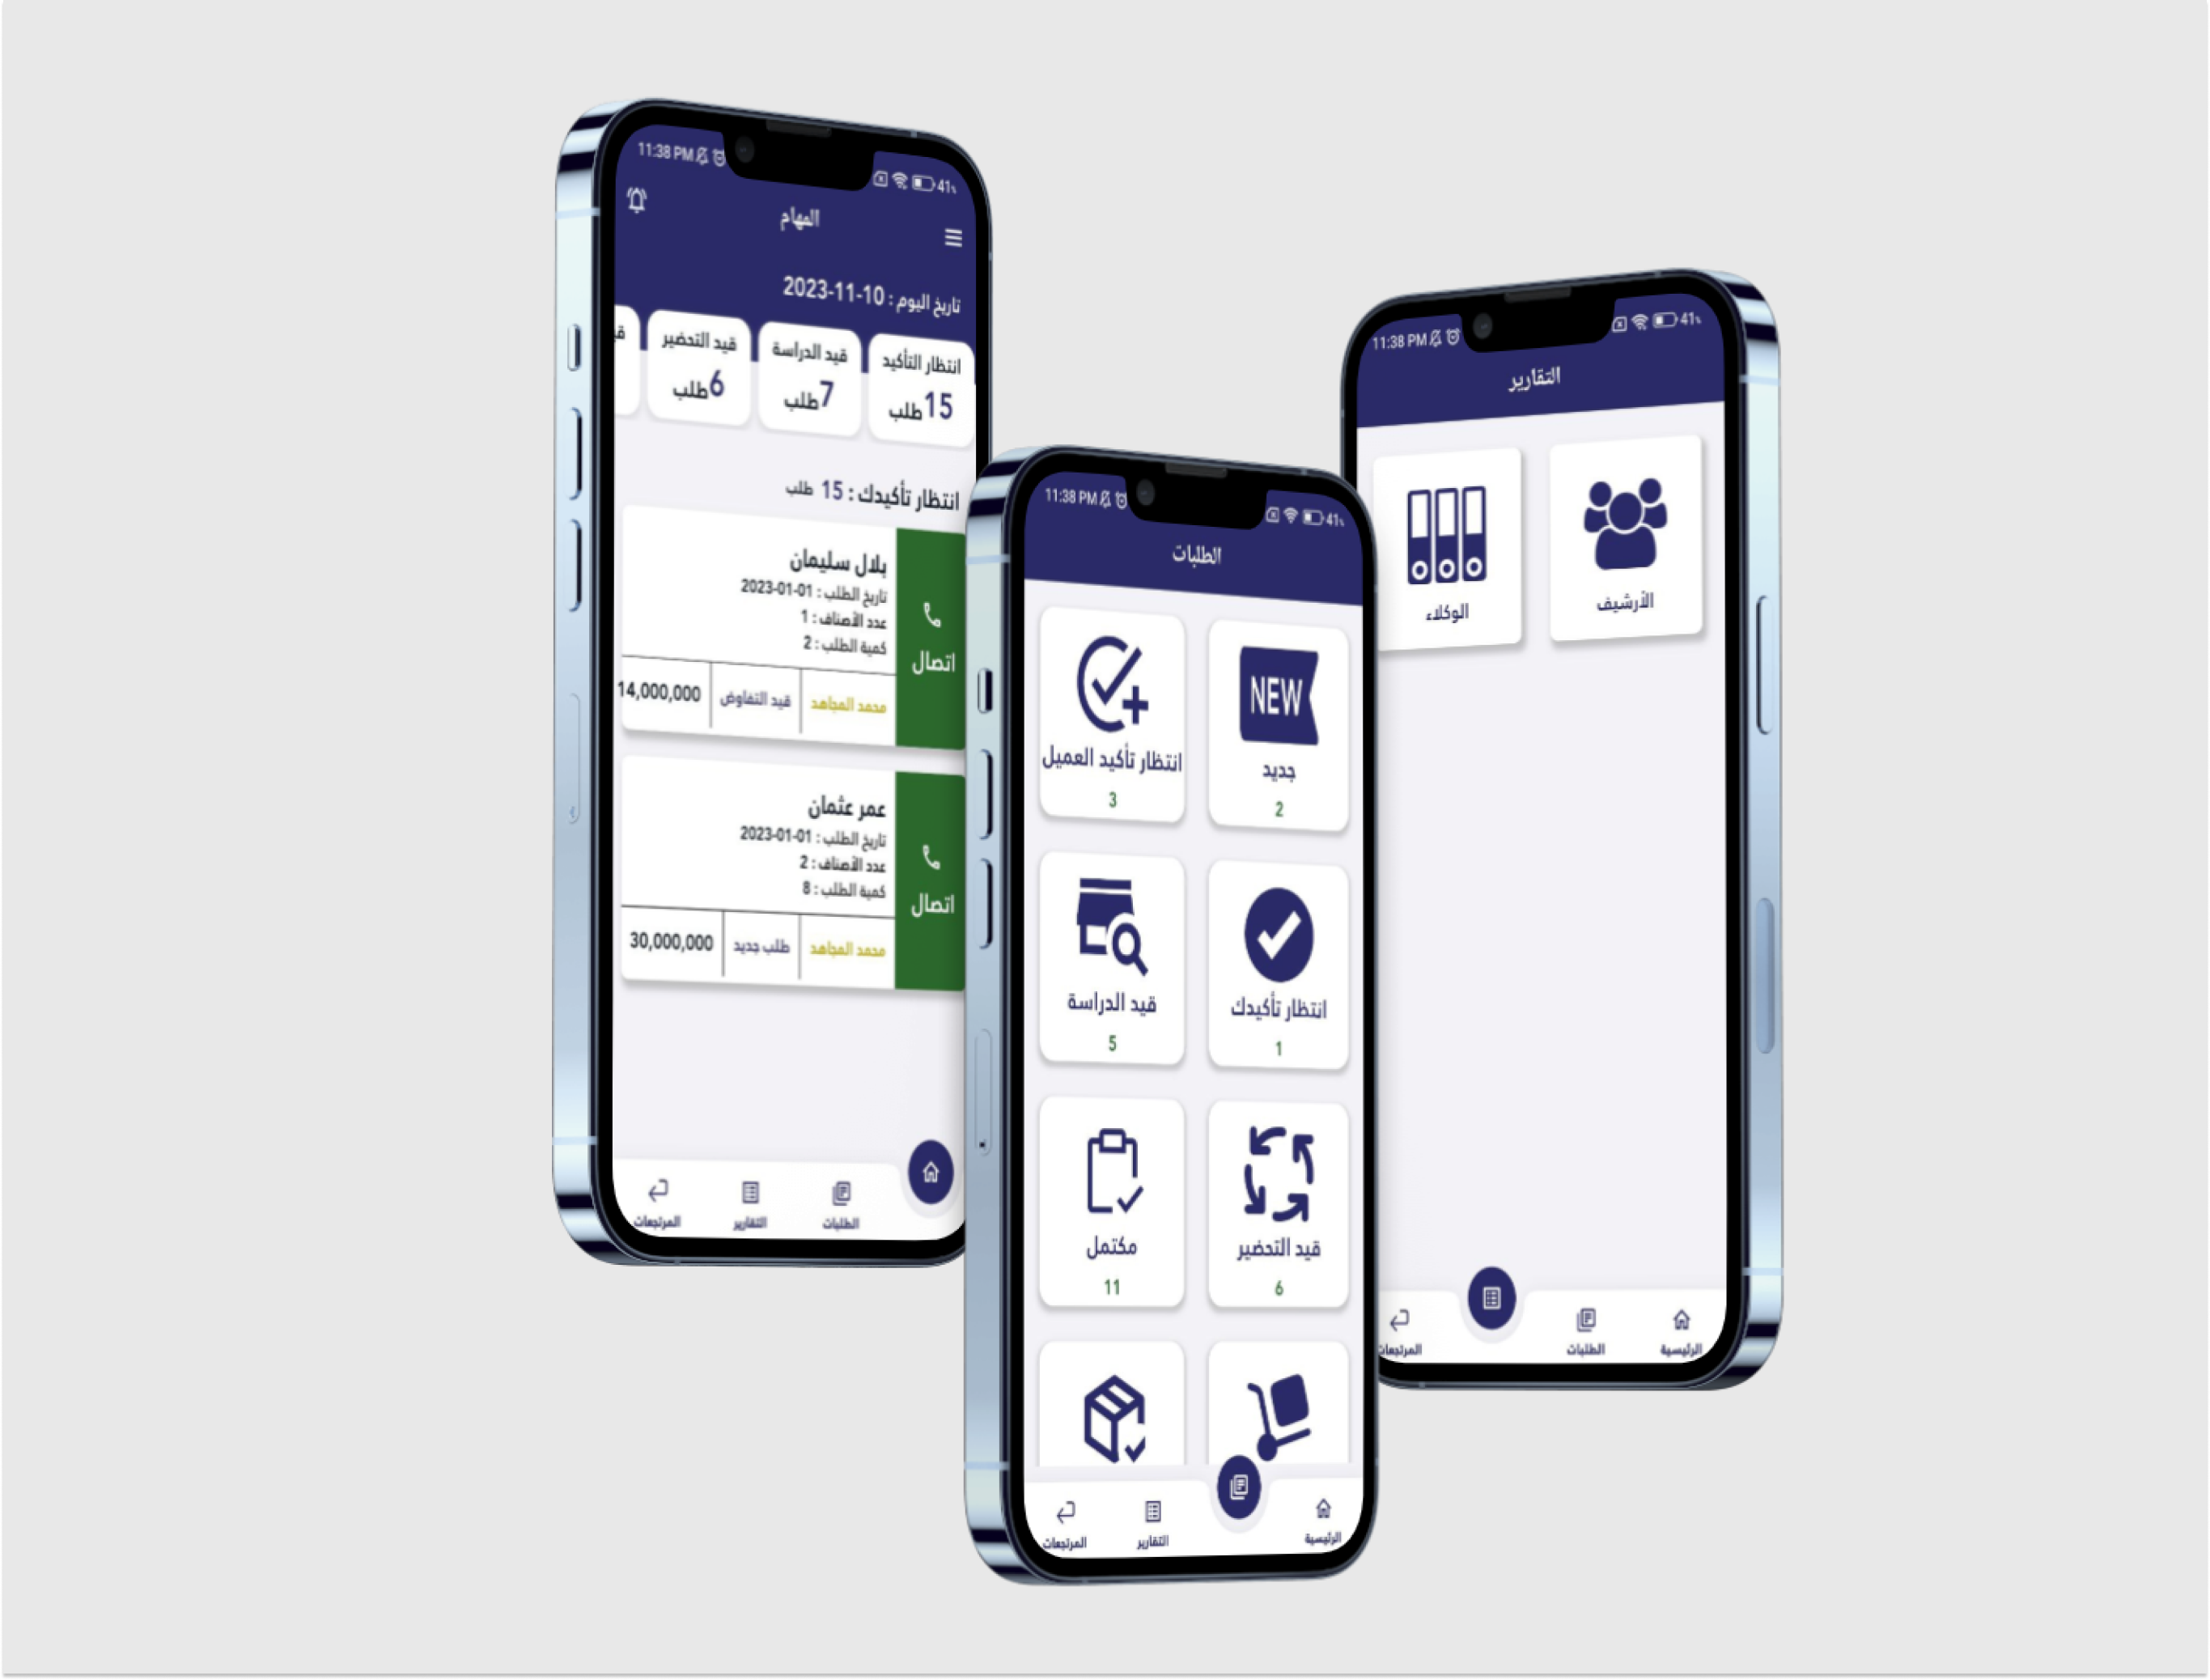 11:38 PM
41%
المهام
تاريخ اليوم : 10-11-2023
انتظار التأكيد
15 طلب
قيد الدراسة
7 طلب
قيد التحضير
6 طلب
انتظار تأكيدك : 15 طلب
بلال سليمان
تاريخ الطلب : 01-01-2023
عدد الأصناف : 1
كمية الطلب : 2
اتصال
محمد المجاهد
قيد التفاوض
14,000,000
عمر عثمان
تاريخ الطلب : 01-01-2023
عدد الأصناف : 2
كمية الطلب : 8
اتصال
محمد المجاهد
طلب جديد
30,000,000
الطلبات
التقارير
المرتجعات
11:38 PM
41%
الطلبات
NEW
جديد
2
انتظار تأكيد العميل
3
انتظار تأكيدك
1
قيد الدراسة
5
قيد التحضير
6
مكتمل
11
الرئيسية
التقارير
المرتجعات
11:38 PM
41%
التقارير
الأرشيف
الوكلاء
الرئيسية
الطلبات
المرتجعات